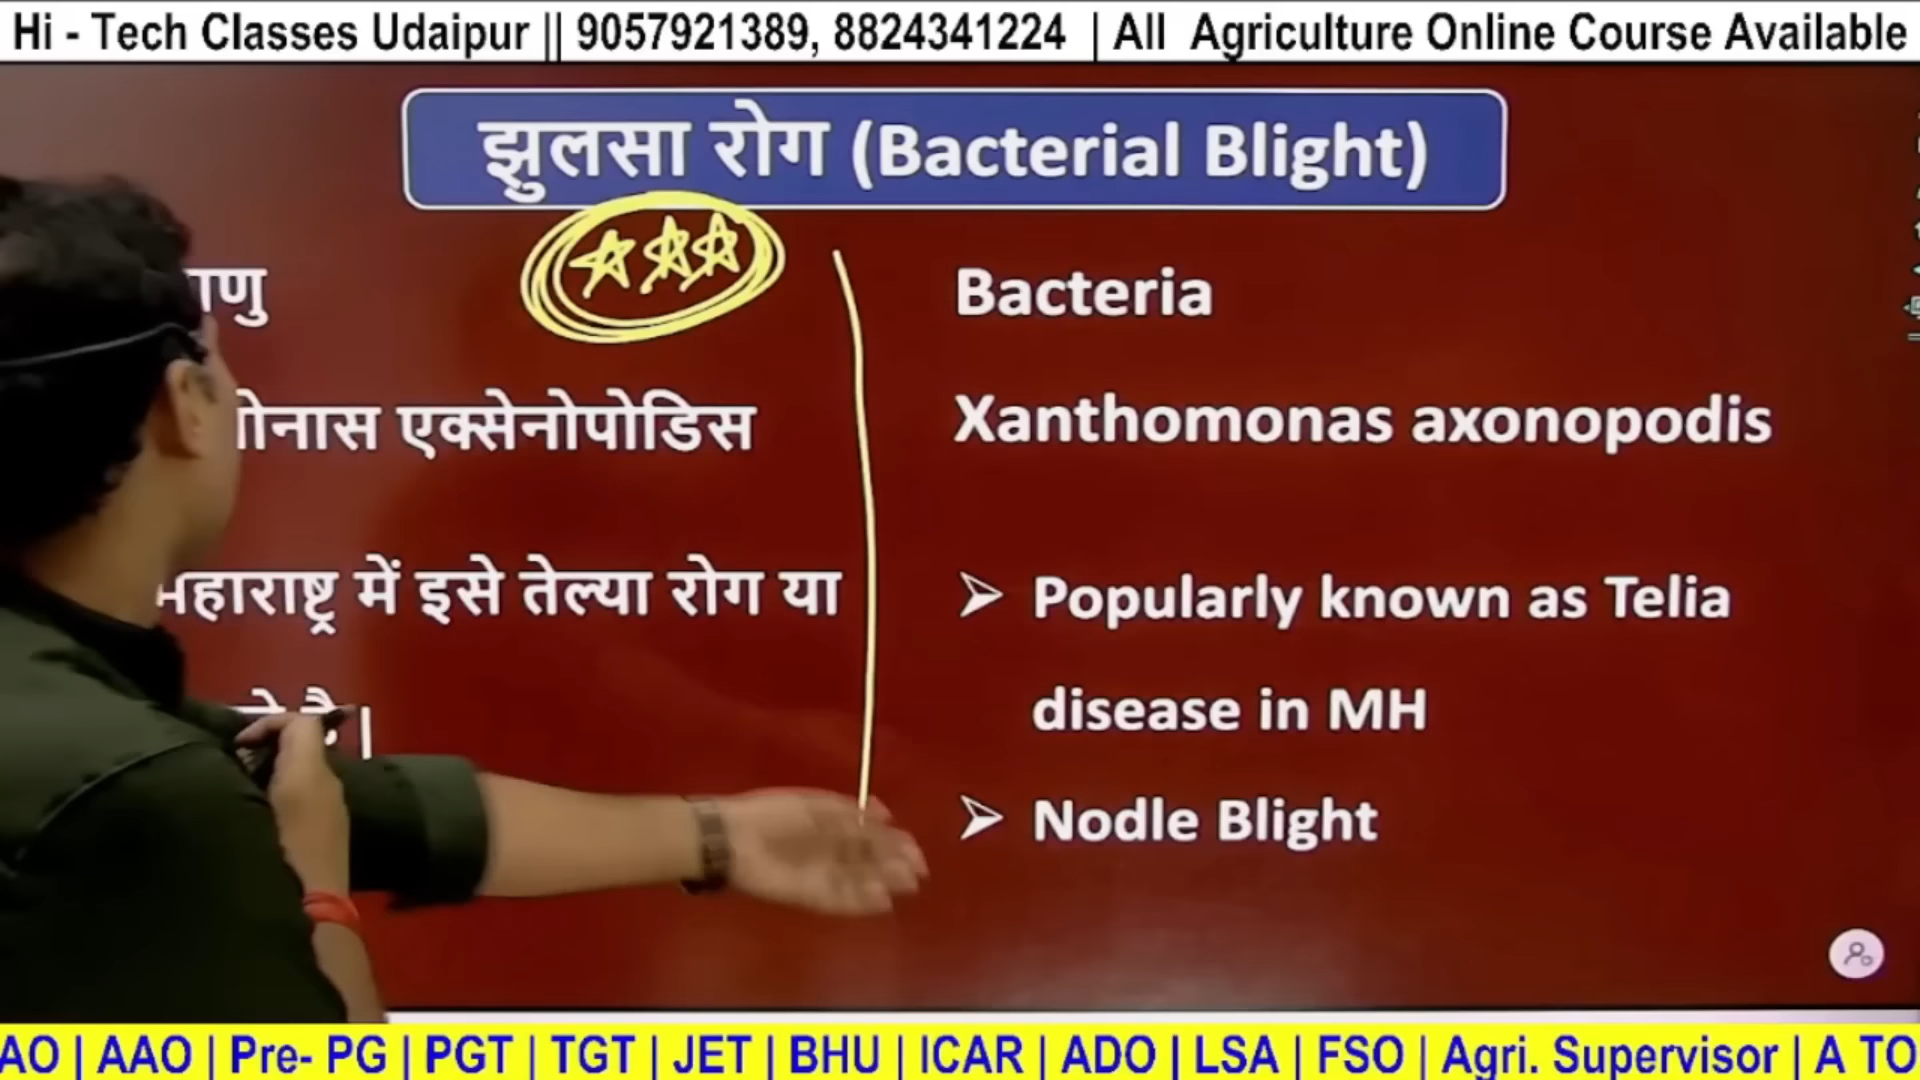 Hi - Tech Classes Udaipur || 9057921389, 8824341224 | All Agriculture Online Course Available
झुलसा रोग (Bacterial Blight)
Bacteria
एक्सेनोपोडिस
Xanthomonas axonopodis
में इसे तेल्या रोग या
है।
➢ Popularly known as Telia
disease in MH
➢ Nodle Blight
AO | AAO | Pre- PG | PGT | TGT | JET | BHU | ICAR | ADO | LSA | FSO | Agri. Supervisor | A TO